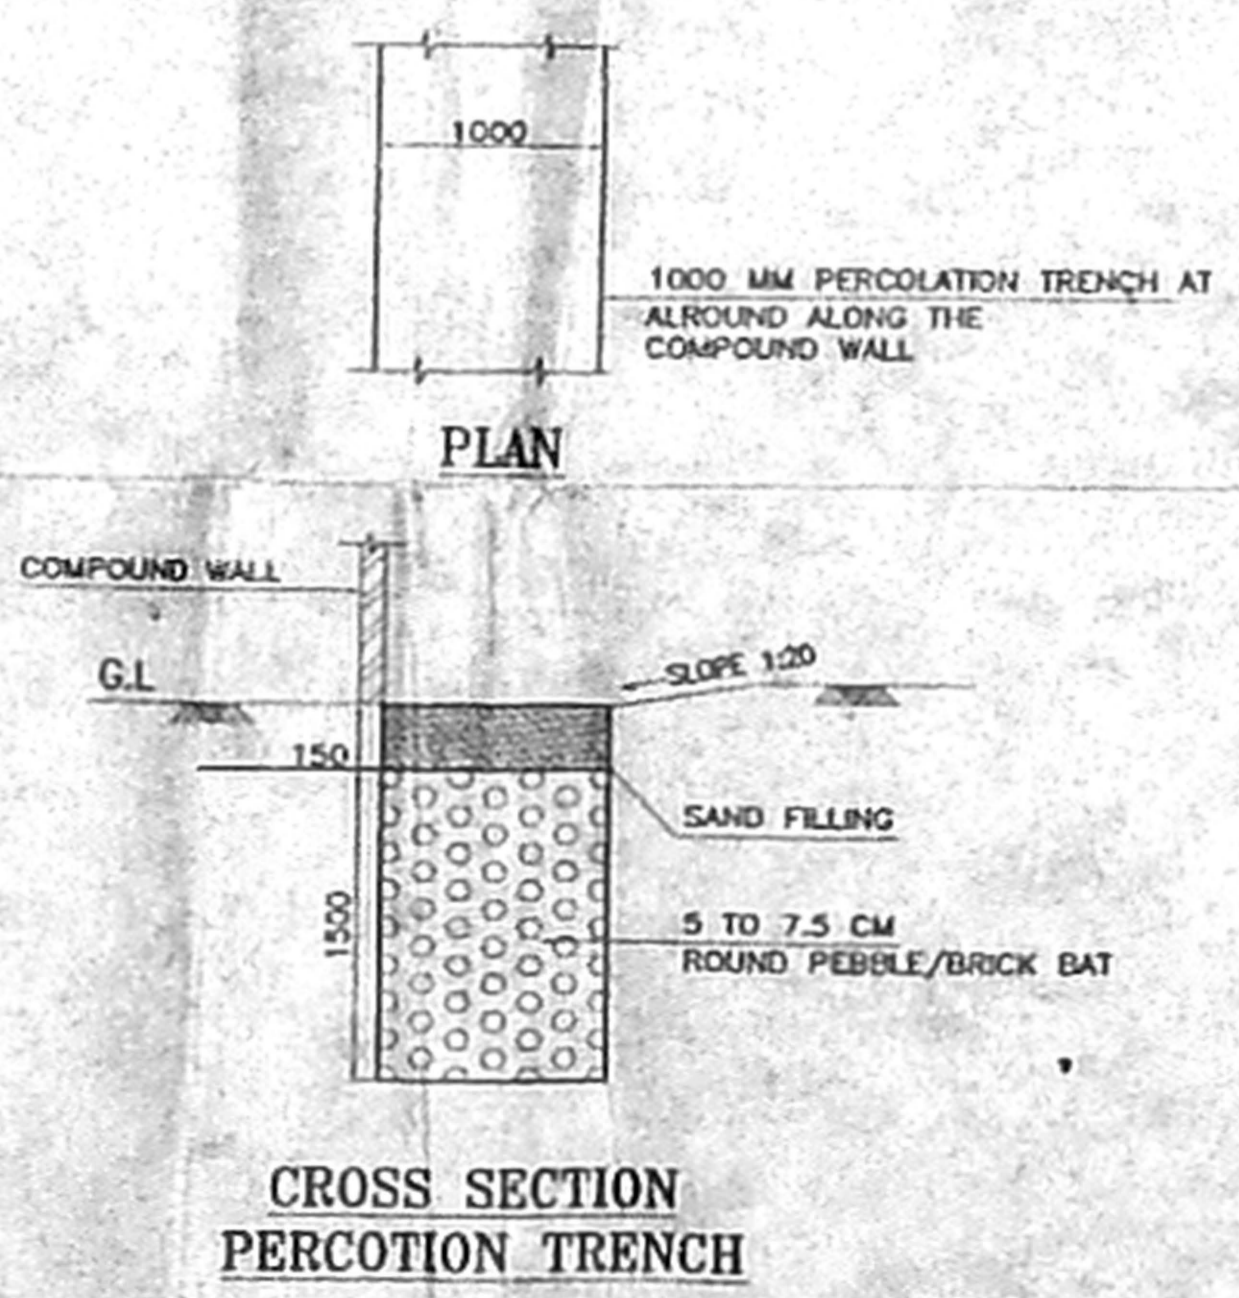 1000
1000 MM PERCOLATION TRENCH AT
ALROUND ALONG THE
COMPOUND WALL
PLAN
COMPOUND WALL
G.L
SLOPE 1:20
150
SAND FILLING
1500
5 TO 7.5 CM
ROUND PEBBLE/BRICK BAT
CROSS SECTION
PERCOTION TRENCH